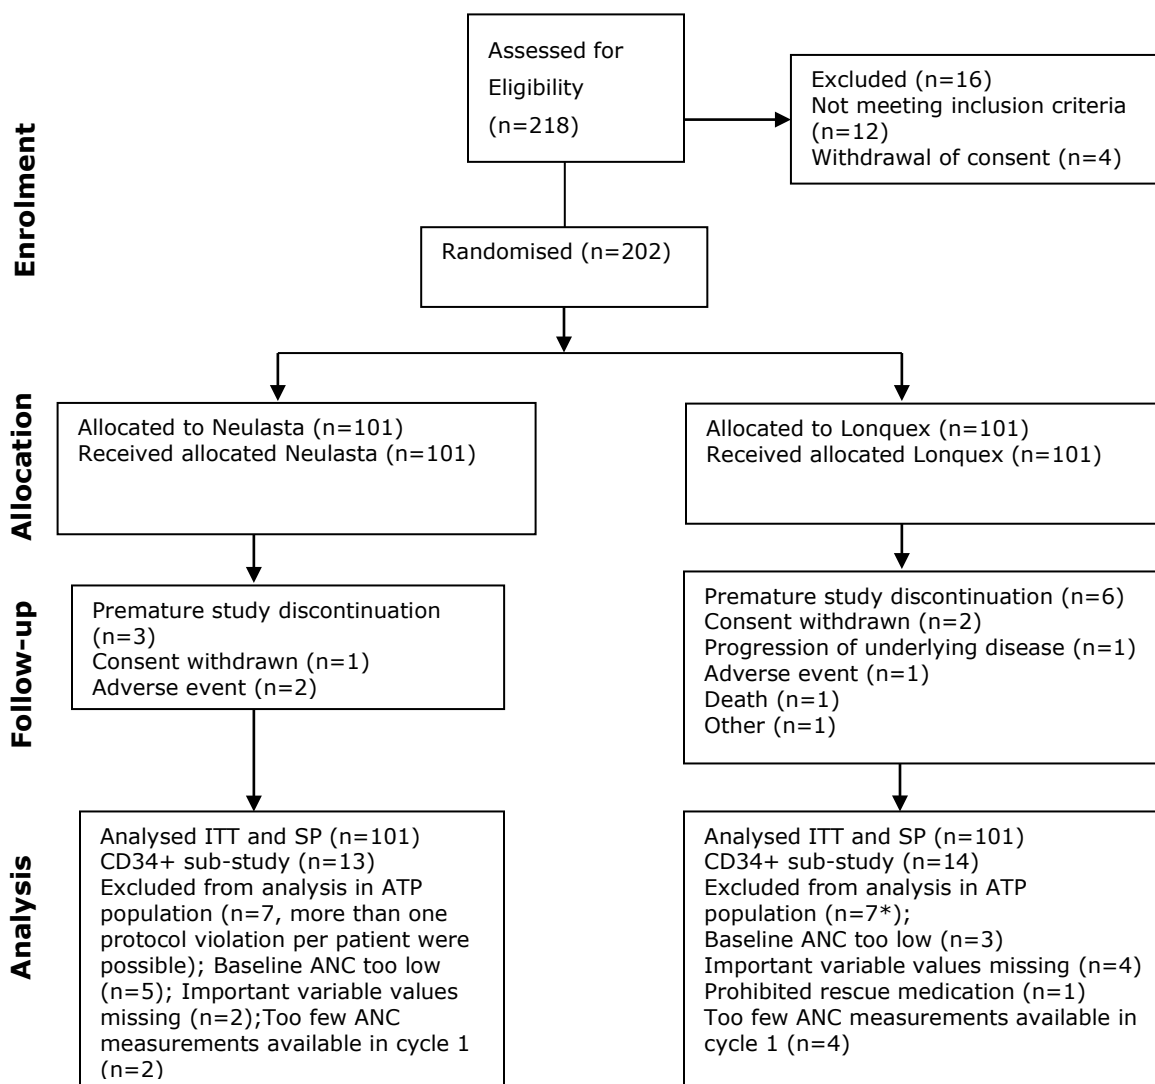 Enrolment
Assessed for
Eligibility
(n=218)
Excluded (n=16)
Not meeting inclusion criteria
(n=12)
Withdrawal of consent (n=4)
Randomised (n=202)
Allocation
Allocated to Neulasta (n=101)
Received allocated Neulasta (n=101)
Allocated to Lonquex (n=101)
Received allocated Lonquex (n=101)
Follow-up
Premature study discontinuation
(n=3)
Consent withdrawn (n=1)
Adverse event (n=2)
Premature study discontinuation (n=6)
Consent withdrawn (n=2)
Progression of underlying disease (n=1)
Adverse event (n=1)
Death (n=1)
Other (n=1)
Analysis
Analysed ITT and SP (n=101)
CD34+ sub-study (n=13)
Excluded from analysis in ATP
population (n=7, more than one
protocol violation per patient were
possible); Baseline ANC too low
(n=5); Important variable values
missing (n=2);Too few ANC
measurements available in cycle 1
(n=2)
Analysed ITT and SP (n=101)
CD34+ sub-study (n=14)
Excluded from analysis in ATP
population (n=7*);
Baseline ANC too low (n=3)
Important variable values missing (n=4)
Prohibited rescue medication (n=1)
Too few ANC measurements available in
cycle 1 (n=4)